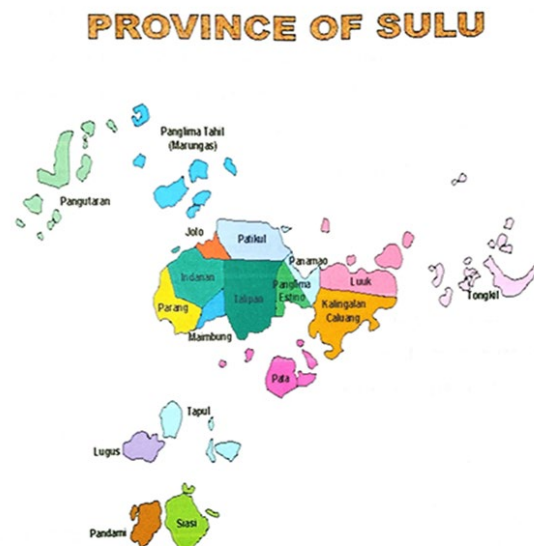 PROVINCE OF SULU
Panglima Tahil
(Marungas)
Pangutaran
Jolo
Patikul
Panamao
Indanan
Talipan
Panglima
Estino
Luuk
Tongkil
Parang
Kalingalan
Caluang
Maimbung
Pata
Tapul
Lugus
Pandami
Siasi